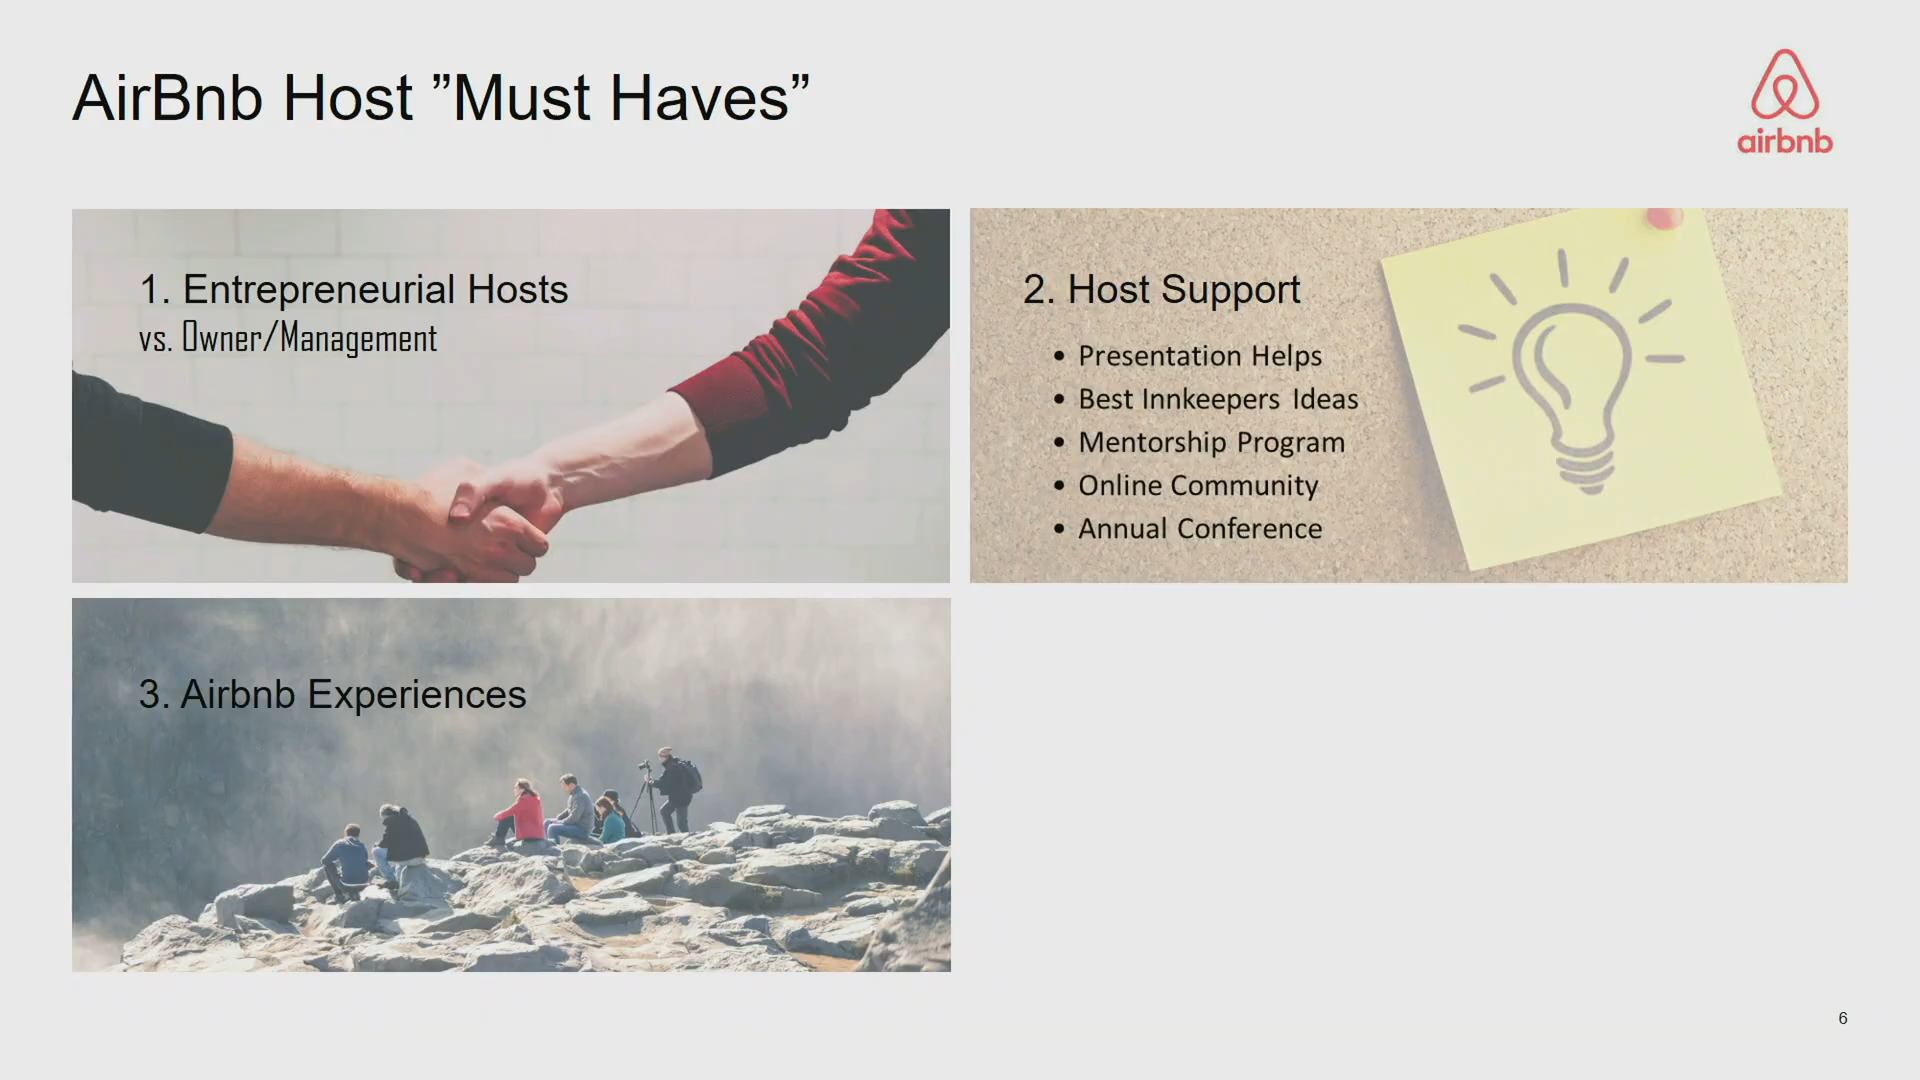 AirBnb Host ”Must Haves”
airbnb
1. Entrepreneurial Hosts
vs. Owner/Management
2. Host Support
• Presentation Helps
• Best Innkeepers Ideas
• Mentorship Program
• Online Community
• Annual Conference
3. Airbnb Experiences
6